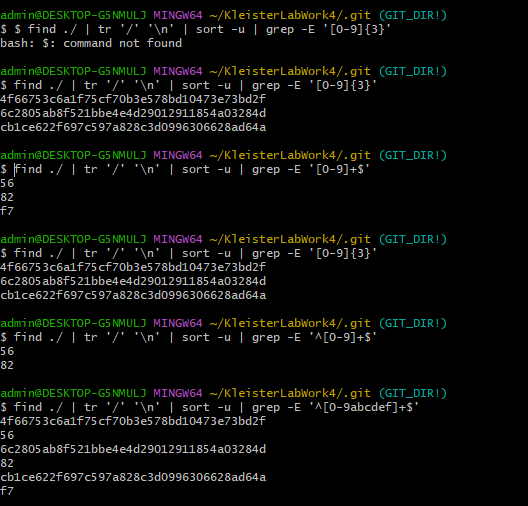 admin@DESKTOP-G5NMULJ MINGW64 ~/KleisterLabWork4/.git (GIT_DIR!)
$ $ find ./ | tr '/' '\n' | sort -u | grep -E '[0-9]{3}'
bash: $: command not found
admin@DESKTOP-G5NMULJ MINGW64 ~/KleisterLabWork4/.git (GIT_DIR!)
$ find ./ | tr '/' '\n' | sort -u | grep -E '[0-9]{3}'
4f66753c6a1f75cf70b3e578bd10473e73bd2f
6c2805ab8f521bbe4e4d29012911854a03284d
cb1ce622f697c597a828c3d0996306628ad64a
admin@DESKTOP-G5NMULJ MINGW64 ~/KleisterLabWork4/.git (GIT_DIR!)
$ find ./ | tr '/' '\n' | sort -u | grep -E '[0-9]+$'
56
82
f7
admin@DESKTOP-G5NMULJ MINGW64 ~/KleisterLabWork4/.git (GIT_DIR!)
$ find ./ | tr '/' '\n' | sort -u | grep -E '[0-9]{3}'
4f66753c6a1f75cf70b3e578bd10473e73bd2f
6c2805ab8f521bbe4e4d29012911854a03284d
cb1ce622f697c597a828c3d0996306628ad64a
admin@DESKTOP-G5NMULJ MINGW64 ~/KleisterLabWork4/.git (GIT_DIR!)
$ find ./ | tr '/' '\n' | sort -u | grep -E '^[0-9]+$'
56
82
admin@DESKTOP-G5NMULJ MINGW64 ~/KleisterLabWork4/.git (GIT_DIR!)
$ find ./ | tr '/' '\n' | sort -u | grep -E '^[0-9abcdef]+$'
4f66753c6a1f75cf70b3e578bd10473e73bd2f
56
6c2805ab8f521bbe4e4d29012911854a03284d
82
cb1ce622f697c597a828c3d0996306628ad64a
f7